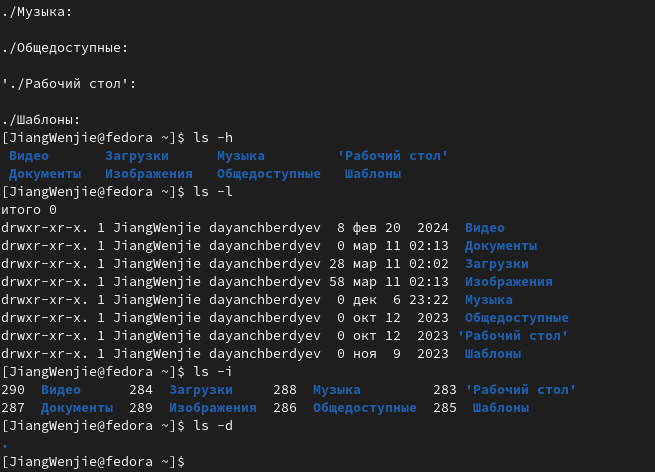 ./Музыка:
./Общедоступные:
'./Рабочий стол':
./Шаблоны:
[JiangWenjie@fedora ~]$ ls -h
Видео Загрузки Музыка 'Рабочий стол'
Документы Изображения Общедоступные Шаблоны
[JiangWenjie@fedora ~]$ ls -l
итого 0
drwxr-xr-x. 1 JiangWenjie dayanchberdyev 8 фев 20 2024 Видео
drwxr-xr-x. 1 JiangWenjie dayanchberdyev 0 мар 11 02:13 Документы
drwxr-xr-x. 1 JiangWenjie dayanchberdyev 28 мар 11 02:02 Загрузки
drwxr-xr-x. 1 JiangWenjie dayanchberdyev 58 мар 11 02:13 Изображения
drwxr-xr-x. 1 JiangWenjie dayanchberdyev 0 дек 6 23:22 Музыка
drwxr-xr-x. 1 JiangWenjie dayanchberdyev 0 окт 12 2023 Общедоступные
drwxr-xr-x. 1 JiangWenjie dayanchberdyev 0 окт 12 2023 'Рабочий стол'
drwxr-xr-x. 1 JiangWenjie dayanchberdyev 0 ноя 9 2023 Шаблоны
[JiangWenjie@fedora ~]$ ls -i
290 Видео 284 Загрузки 288 Музыка 283 'Рабочий стол'
287 Документы 289 Изображения 286 Общедоступные 285 Шаблоны
[JiangWenjie@fedora ~]$ ls -d
.
[JiangWenjie@fedora ~]$